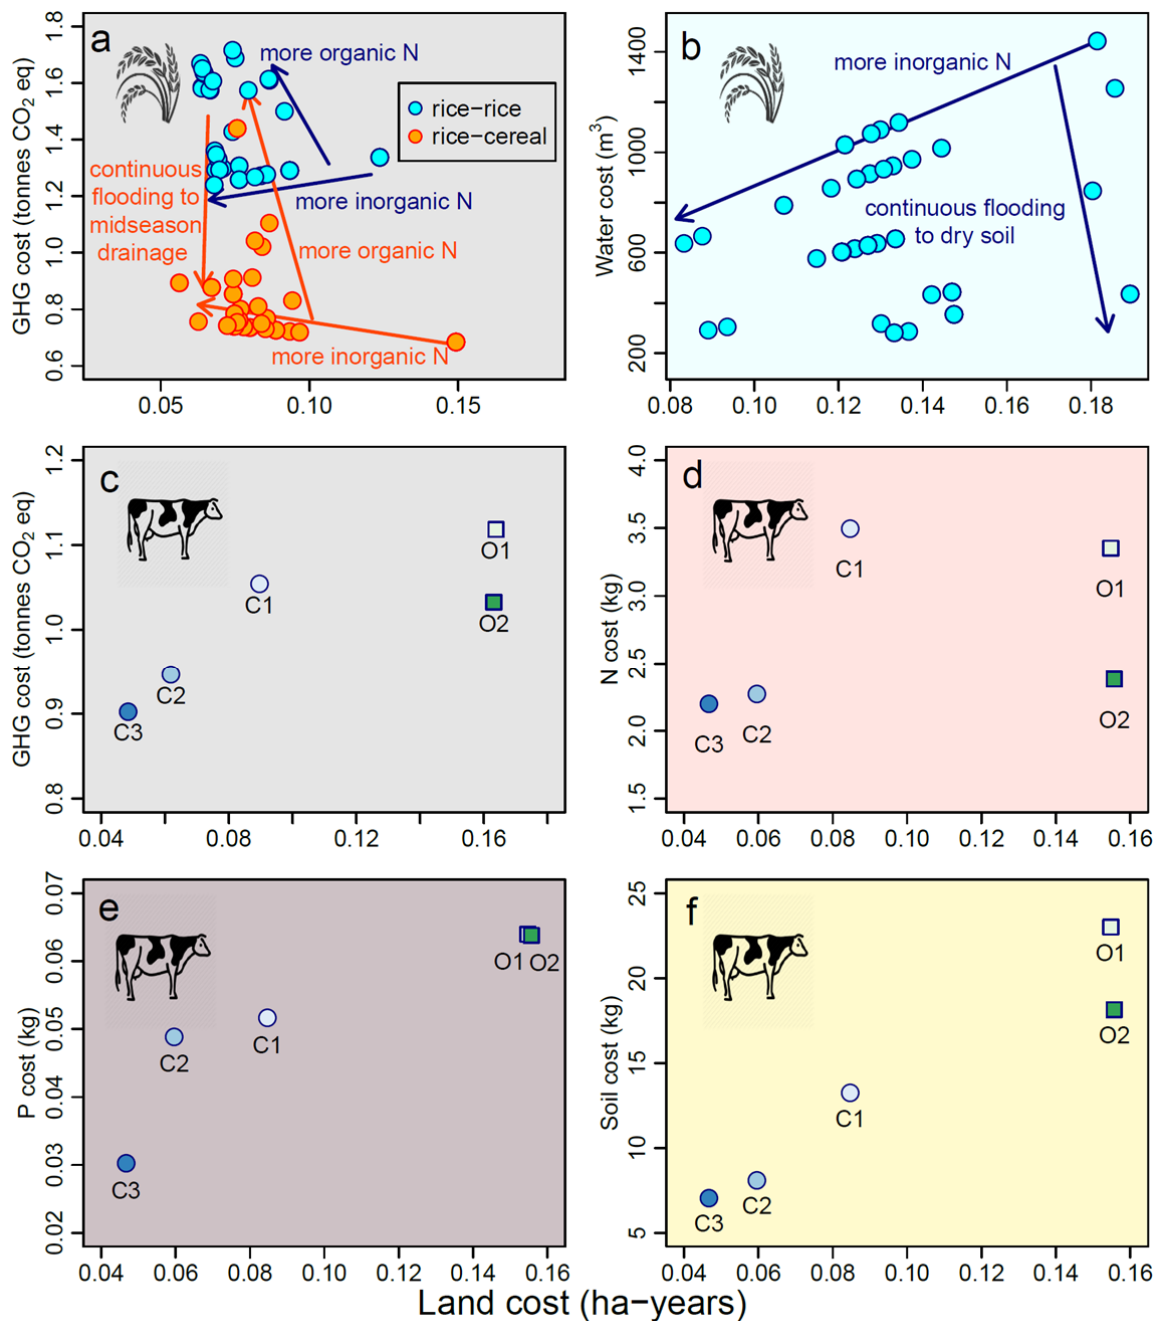 a
GHG cost (tonnes CO₂ eq)
1.8
1.6
1.4
1.2
1.0
0.8
0.6
more organic N
rice−rice
rice−cereal
continuous
flooding to
midseason
drainage
more inorganic N
more organic N
more inorganic N
0.05
0.10
0.15
b
Water cost (m³)
1400
1000
600
200
more inorganic N
continuous flooding
to dry soil
0.08
0.10
0.12
0.14
0.16
0.18
c
GHG cost (tonnes CO₂ eq)
1.2
1.1
1.0
0.9
0.8
O1
C1
O2
C2
C3
0.04
0.08
0.12
0.16
d
N cost (kg)
4.0
3.5
3.0
2.5
2.0
1.5
C1
O1
O2
C2
C3
0.04
0.06
0.08
0.10
0.12
0.14
0.16
e
P cost (kg)
0.07
0.06
0.05
0.04
0.03
0.02
O1 O2
C1
C2
C3
0.04
0.06
0.08
0.10
0.12
0.14
0.16
f
Soil cost (kg)
25
20
15
10
5
O1
O2
C1
C2
C3
0.04
0.06
0.08
0.10
0.12
0.14
0.16
Land cost (ha−years)